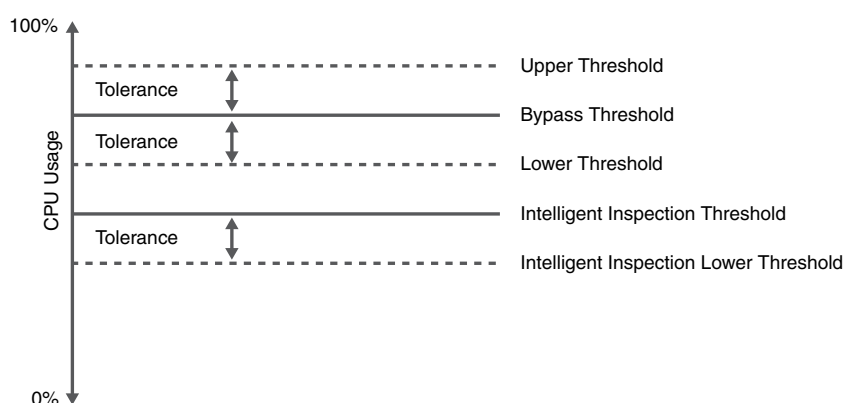 100%
Upper Threshold
Tolerance
Bypass Threshold
Tolerance
Lower Threshold
CPU Usage
Intelligent Inspection Threshold
Tolerance
Intelligent Inspection Lower Threshold
0%